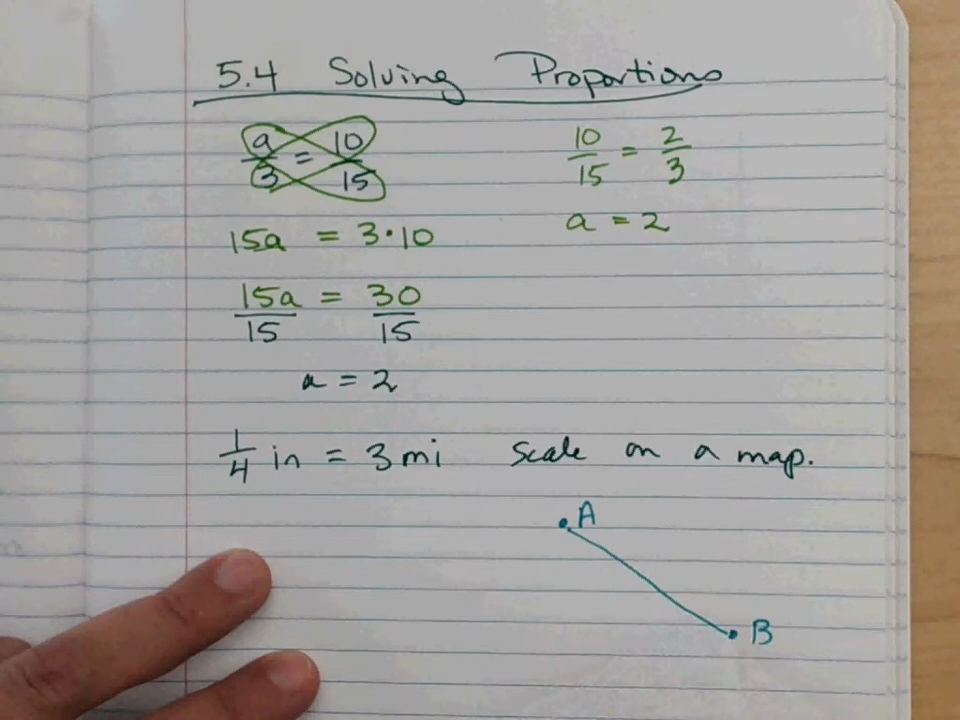 5.4 Solving Proportions
a/3 = 10/15
15a = 3·10
15a/15 = 30/15
a = 2
10/15 = 2/3
a = 2
1/4 in = 3 mi scale on a map.
A
B